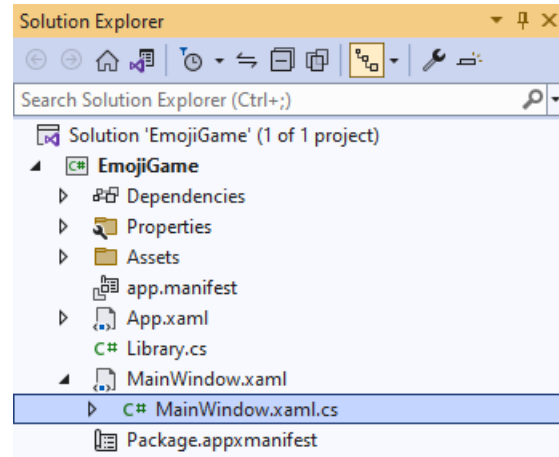 Solution Explorer
Search Solution Explorer (Ctrl+;)
Solution 'EmojiGame' (1 of 1 project)
C# EmojiGame
Dependencies
Properties
Assets
app.manifest
App.xaml
C# Library.cs
MainWindow.xaml
C# MainWindow.xaml.cs
Package.appxmanifest